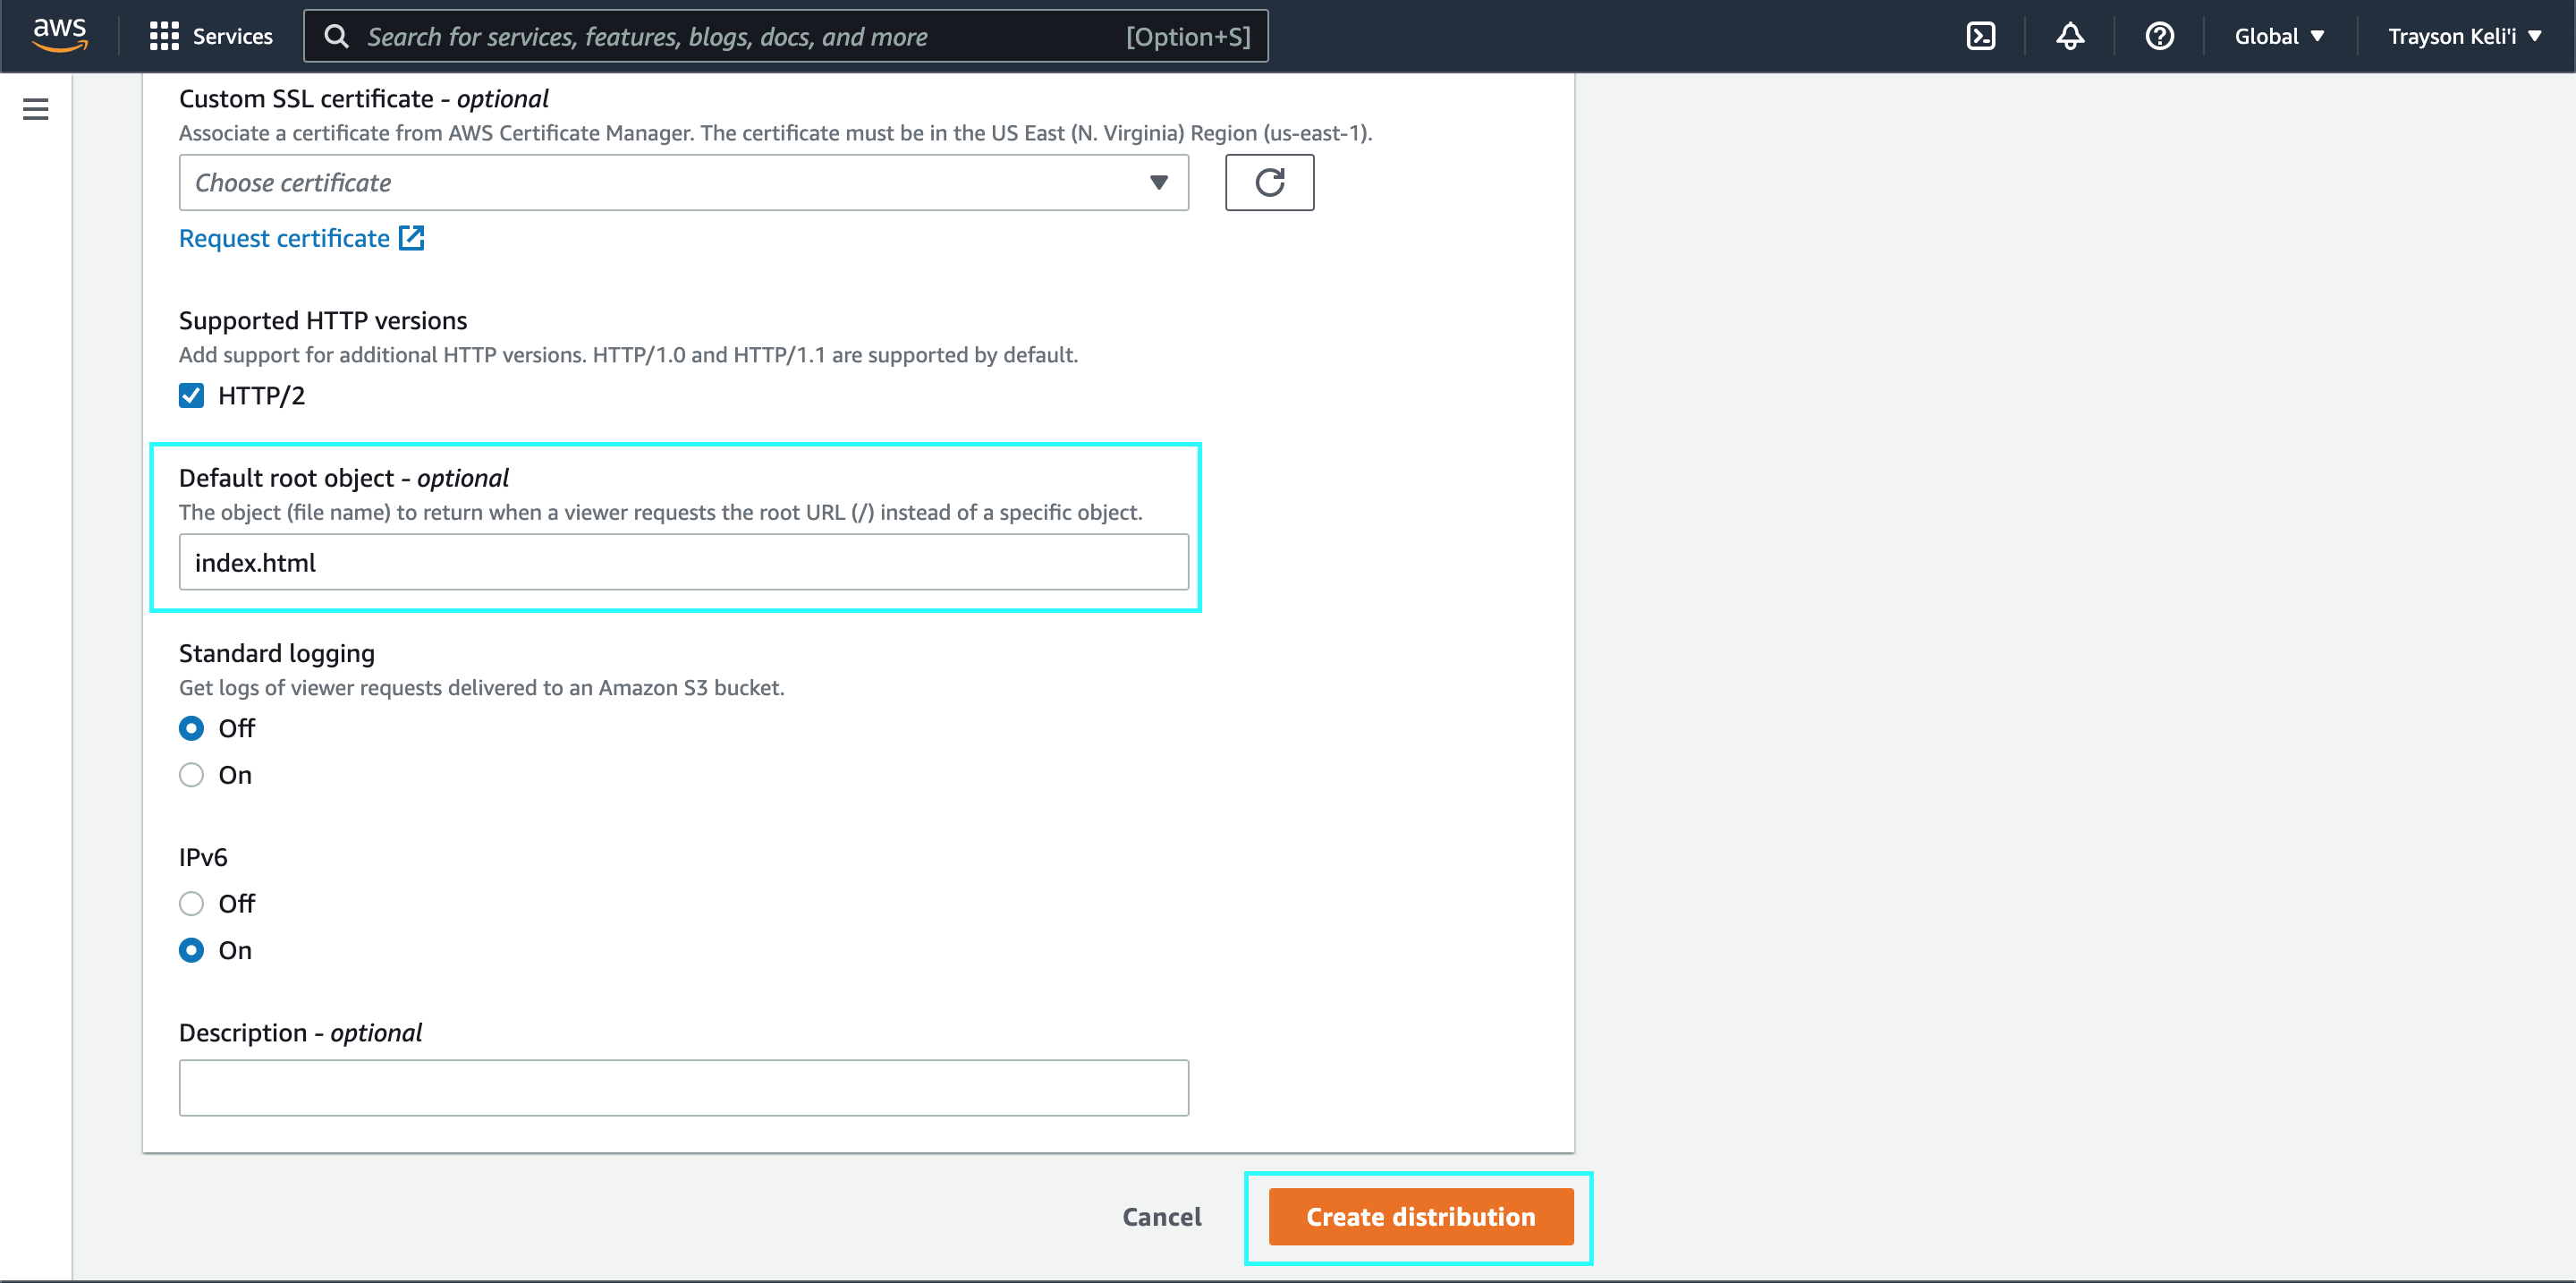 aws
Services
Search for services, features, blogs, docs, and more
[Option+S]
Global
Trayson Keli'i
Custom SSL certificate - optional
Associate a certificate from AWS Certificate Manager. The certificate must be in the US East (N. Virginia) Region (us-east-1).
Choose certificate
Request certificate
Supported HTTP versions
Add support for additional HTTP versions. HTTP/1.0 and HTTP/1.1 are supported by default.
HTTP/2
Default root object - optional
The object (file name) to return when a viewer requests the root URL (/) instead of a specific object.
index.html
Standard logging
Get logs of viewer requests delivered to an Amazon S3 bucket.
Off
On
IPv6
Off
On
Description - optional
Cancel
Create distribution